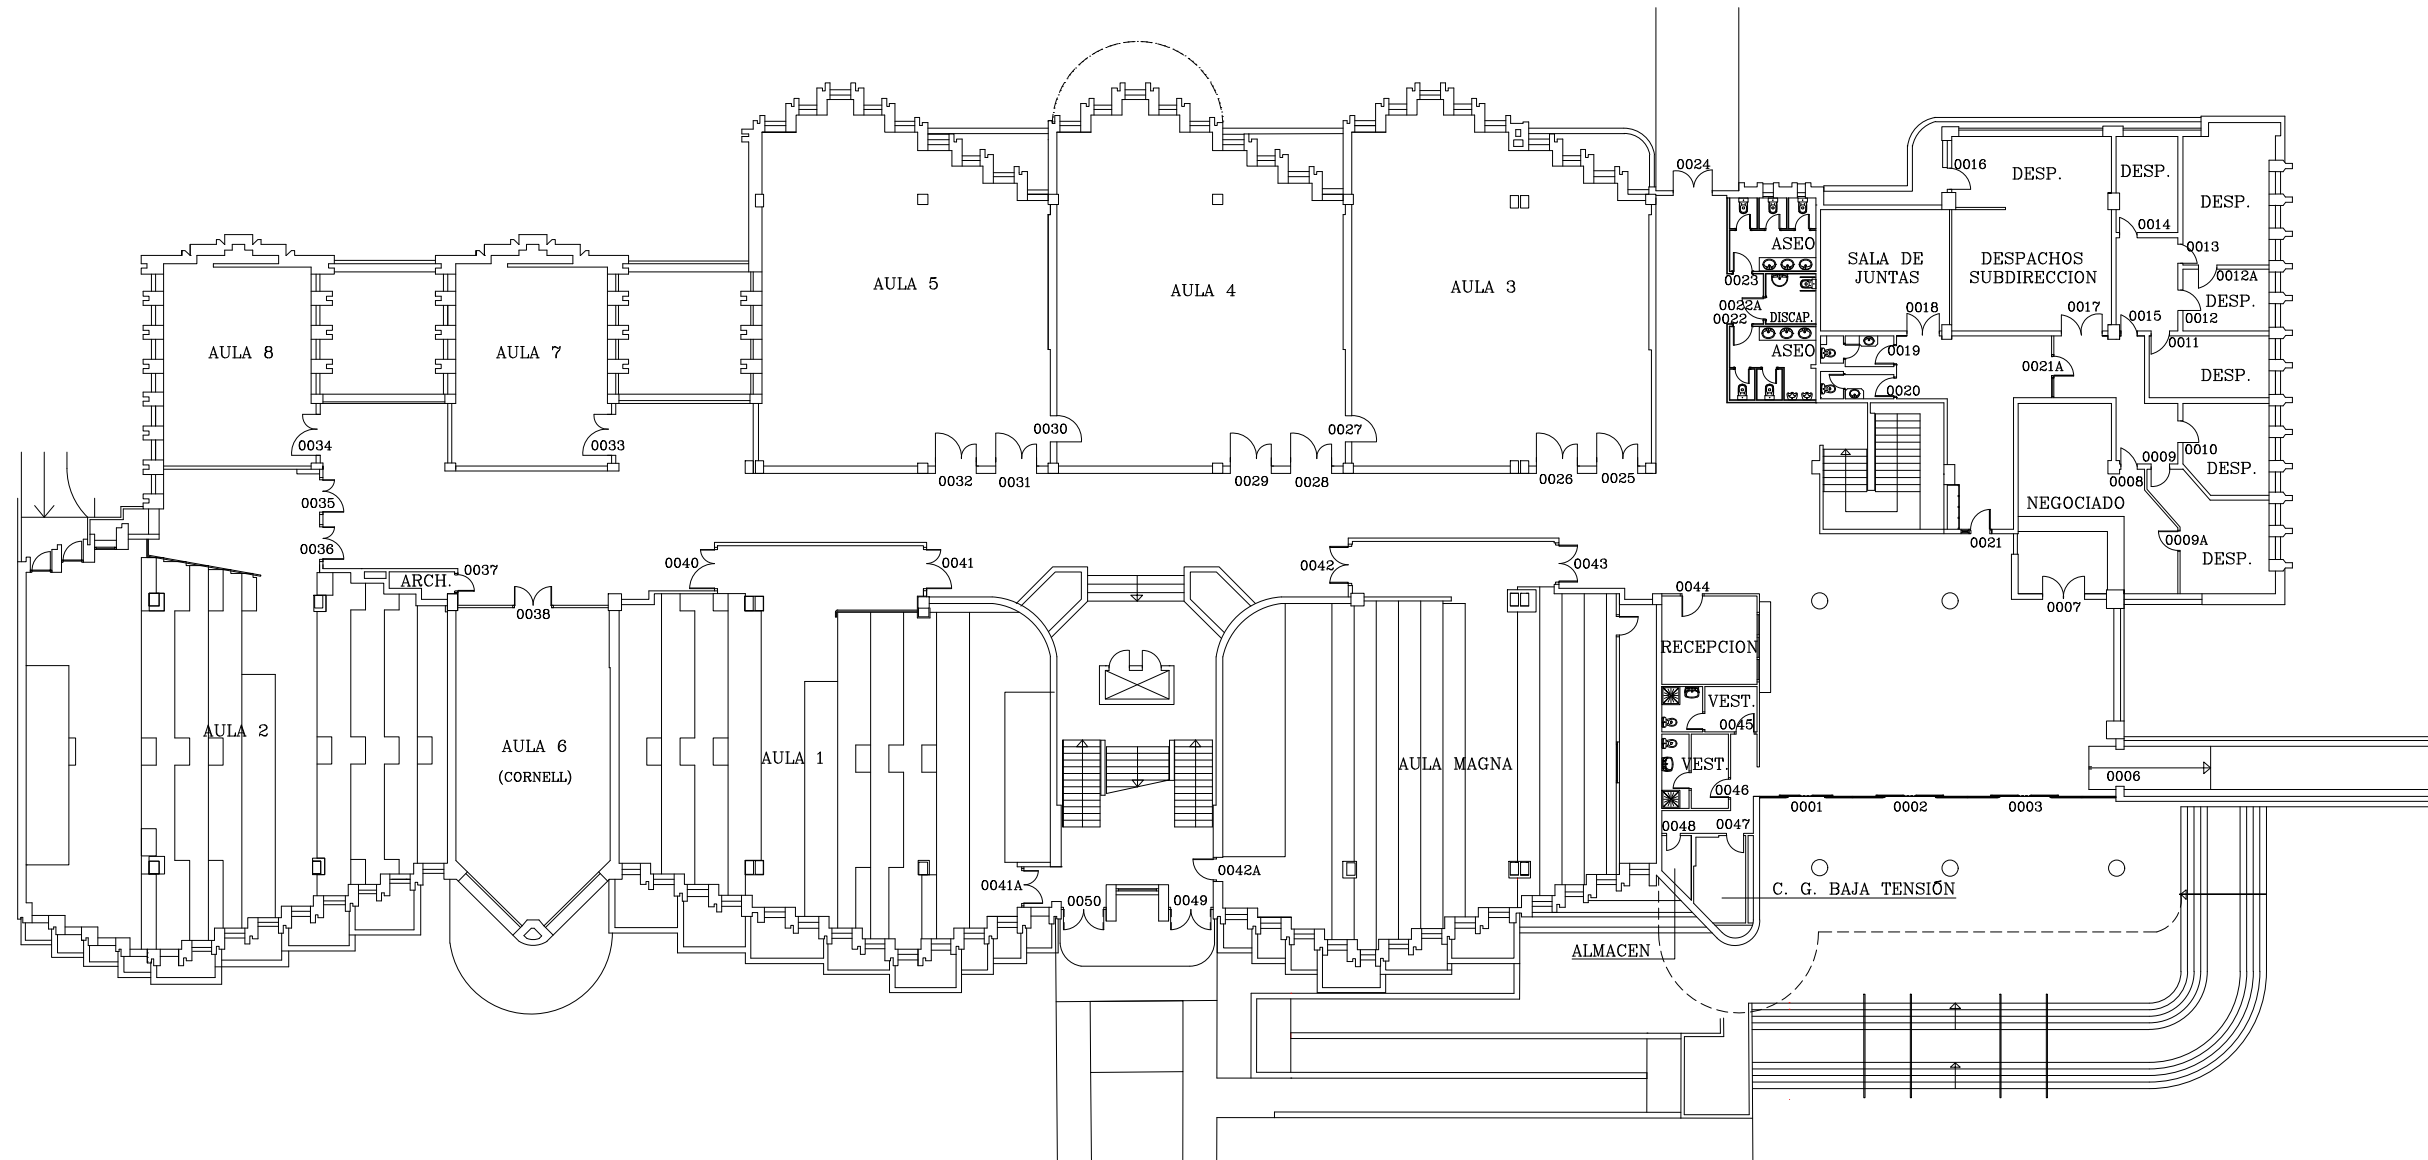 0024
0016
DESP.
DESP.
DESP.
0014
ASEO
0013
SALA DE
JUNTAS
DESPACHOS
SUBDIRECCION
0012A
0023
AULA 5
AULA 4
AULA 3
0022A
DESP.
0018
0017
0022
DISCAP.
0015
0012
AULA 8
AULA 7
ASEO
0019
0011
0021A
DESP.
0020
0030
0027
0034
0033
0010
0009
DESP.
0032
0031
0029
0028
0026
0025
0008
0035
NEGOCIADO
0021
0009A
0036
DESP.
0040
0041
0042
0043
0037
ARCH.
0044
0007
0038
RECEPCION
VEST.
0045
AULA 2
AULA 6
(CORNELL)
AULA 1
AULA MAGNA
VEST.
0006
0046
0001
0002
0003
0048
0047
0042A
0041A
C. G. BAJA TENSIÓN
0050
0049
ALMACEN